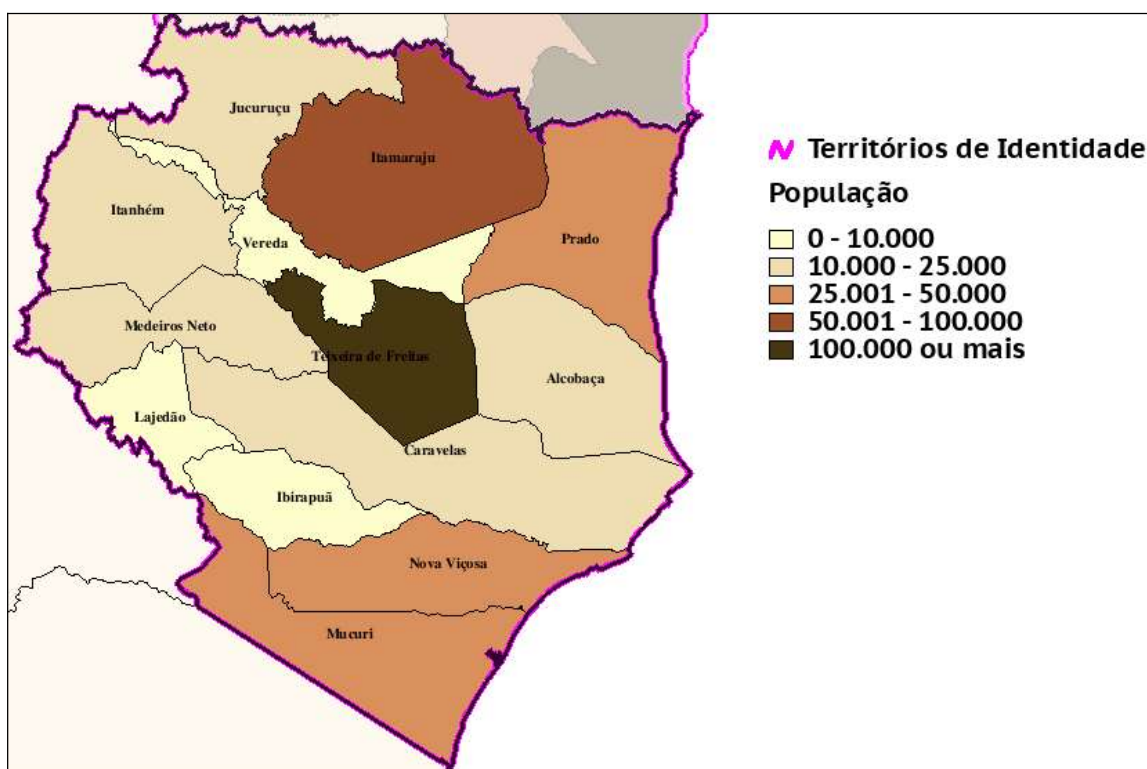 Jucuruçu
Itamaraju
Itanhém
Vereda
Prado
Medeiros Neto
Teixeira de Freitas
Alcobaça
Lajedão
Caravelas
Ibirapuã
Nova Viçosa
Mucuri
Territórios de Identidade
População
0 - 10.000
10.000 - 25.000
25.001 - 50.000
50.001 - 100.000
100.000 ou mais